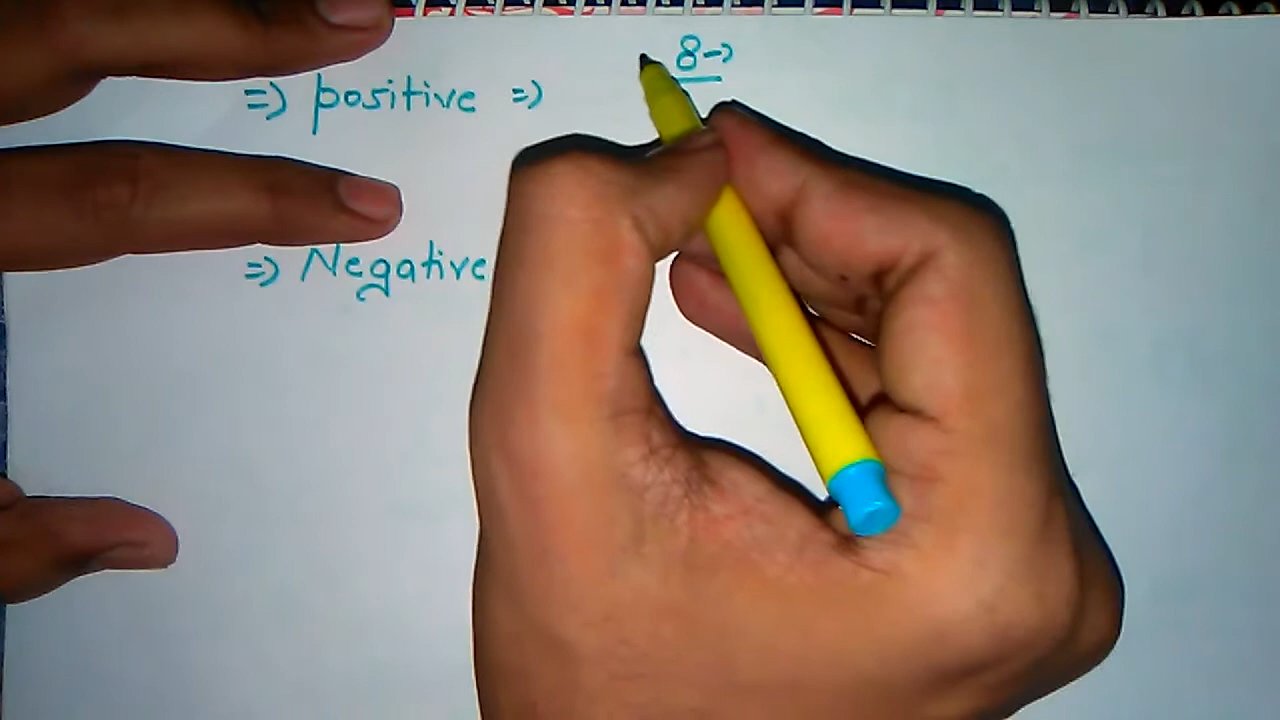 8→
⇒ positive ⇒
⇒ Negative